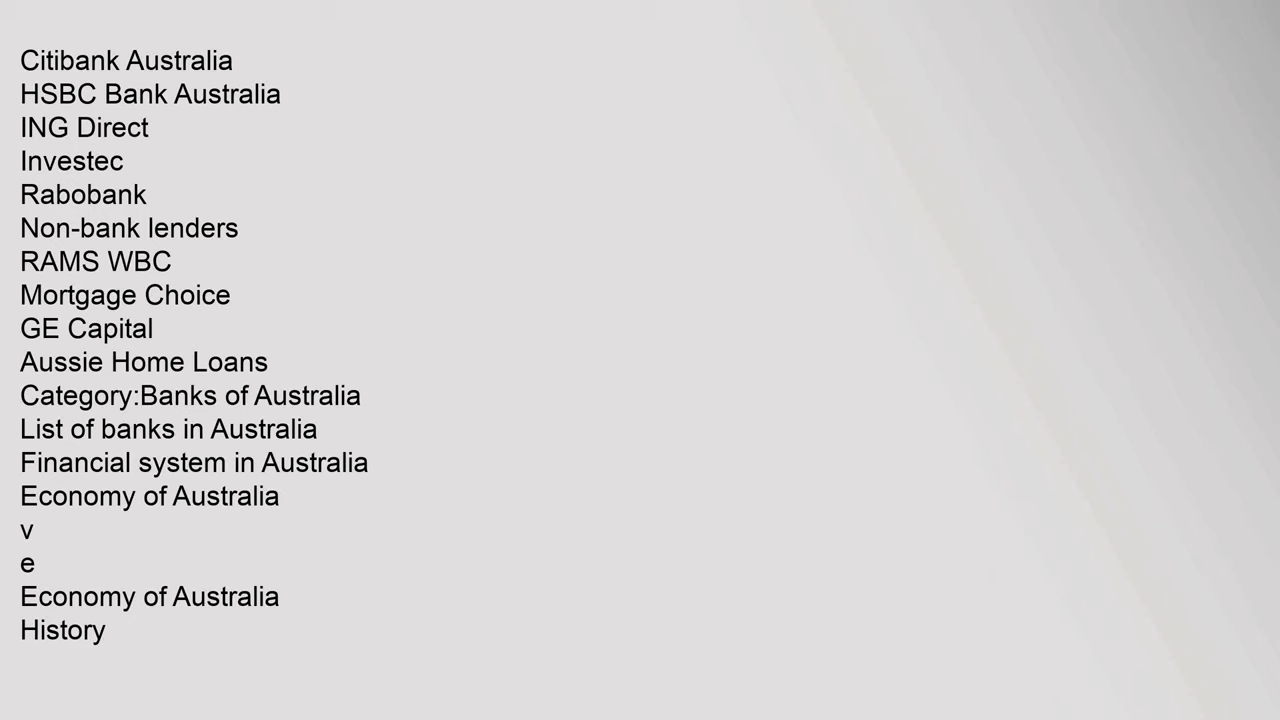 Citibank Australia
HSBC Bank Australia
ING Direct
Investec
Rabobank
Non-bank lenders
RAMS WBC
Mortgage Choice
GE Capital
Aussie Home Loans
Category:Banks of Australia
List of banks in Australia
Financial system in Australia
Economy of Australia
v
e
Economy of Australia
History